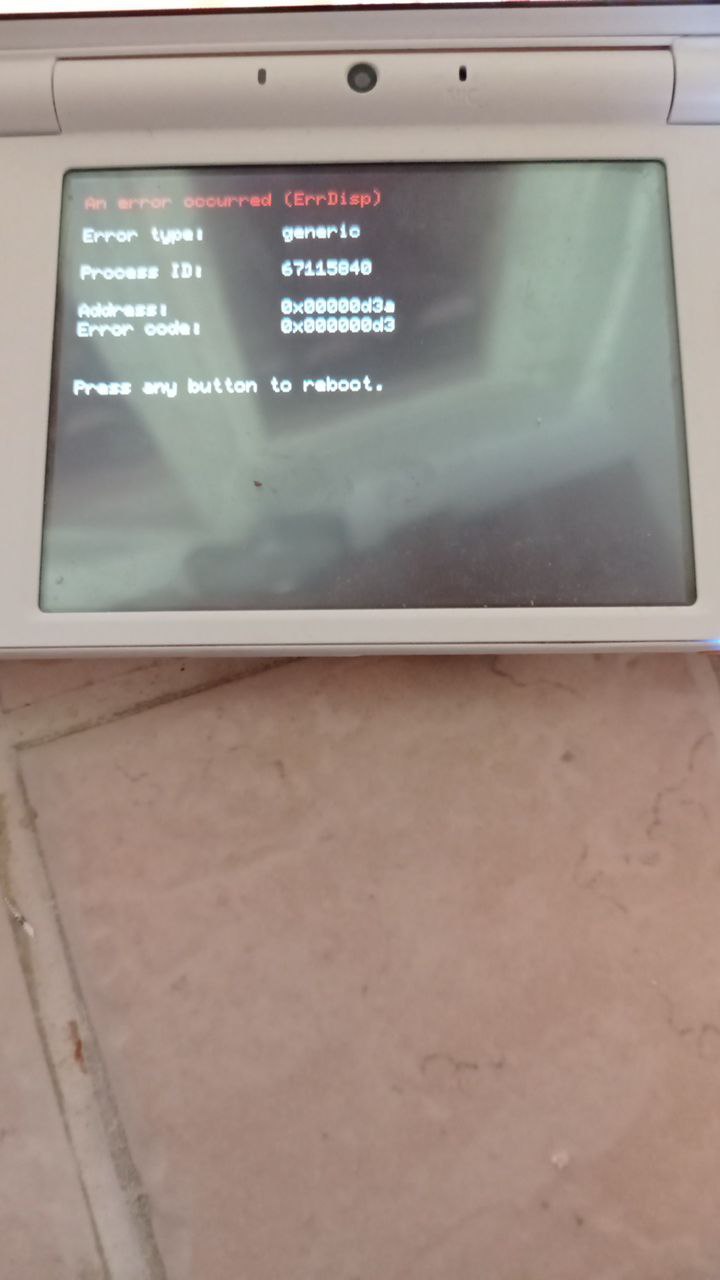 An error occurred (ErrDisp)
Error type: generic
Process ID: 67115840
Address: 0x00000d3a
Error code: 0x000000d3
Press any button to reboot.